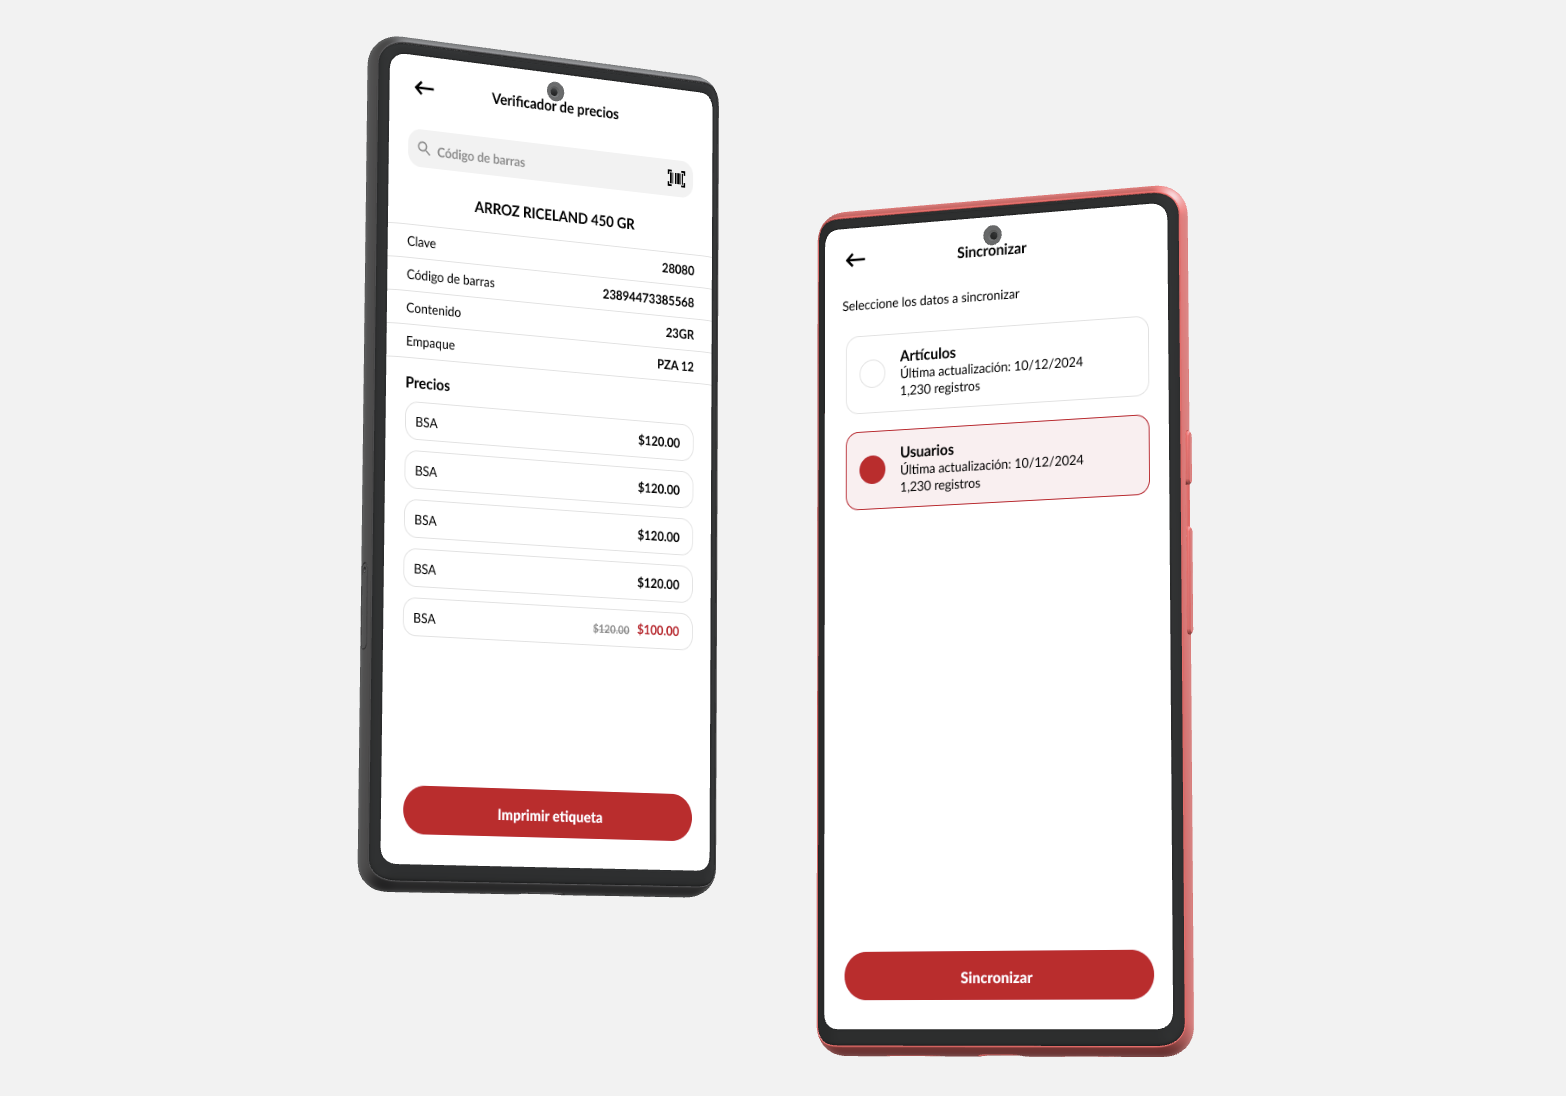 Verificador de precios
Código de barras
ARROZ RICELAND 450 GR
Clave 28080
Código de barras 23894473385568
Contenido 23GR
Empaque PZA 12
Precios
BSA $120.00
BSA $120.00
BSA $120.00
BSA $120.00
BSA $120.00 $100.00
Imprimir etiqueta
Sincronizar
Seleccione los datos a sincronizar
Artículos
Última actualización: 10/12/2024
1,230 registros
Usuarios
Última actualización: 10/12/2024
1,230 registros
Sincronizar